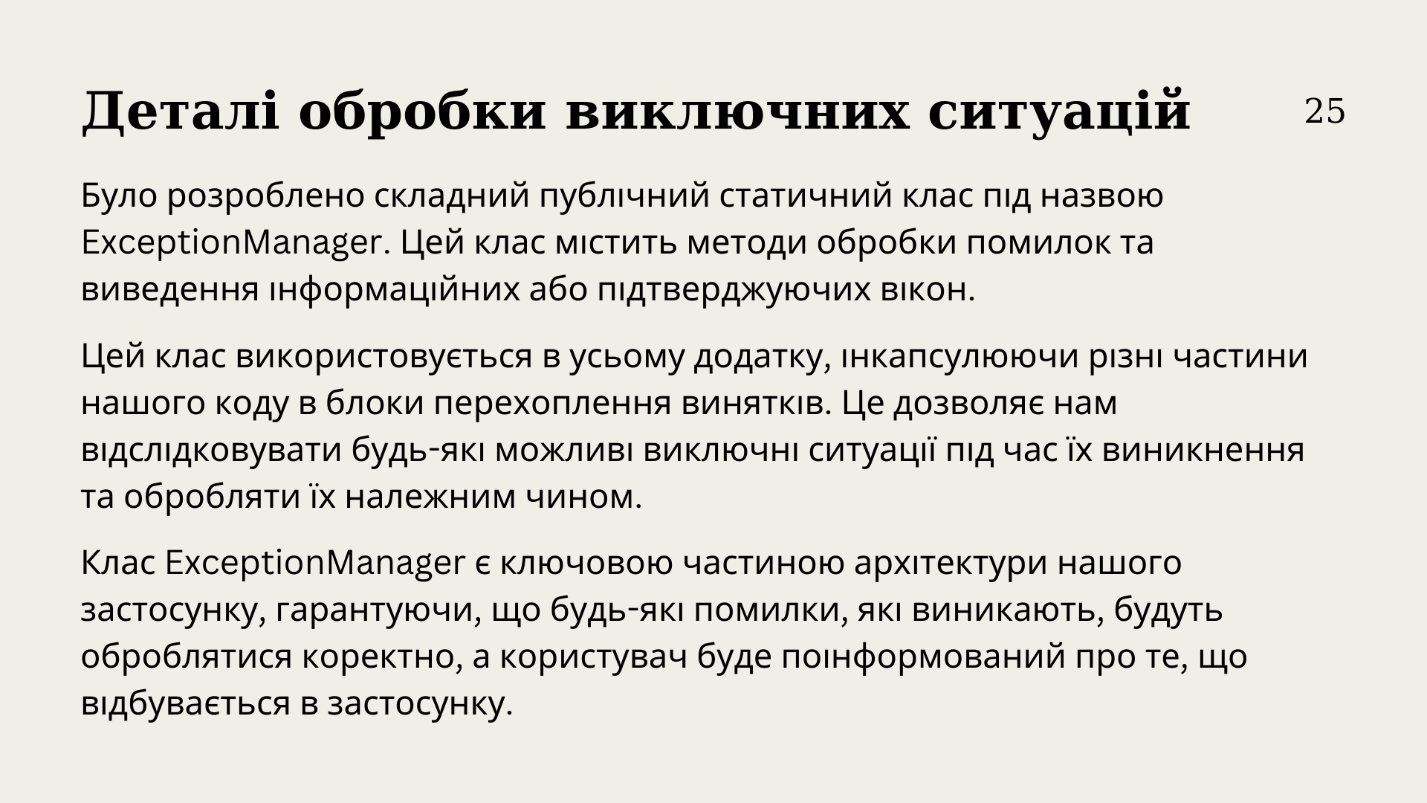 Деталі обробки виключних ситуацій
25
Було розроблено складний публічний статичний клас під назвою
ExceptionManager. Цей клас містить методи обробки помилок та
виведення інформаційних або підтверджуючих вікон.
Цей клас використовується в усьому додатку, інкапсулюючи різні частини
нашого коду в блоки перехоплення винятків. Це дозволяє нам
відслідковувати будь-які можливі виключні ситуації під час їх виникнення
та обробляти їх належним чином.
Клас ExceptionManager є ключовою частиною архітектури нашого
застосунку, гарантуючи, що будь-які помилки, які виникають, будуть
оброблятися коректно, а користувач буде поінформований про те, що
відбувається в застосунку.